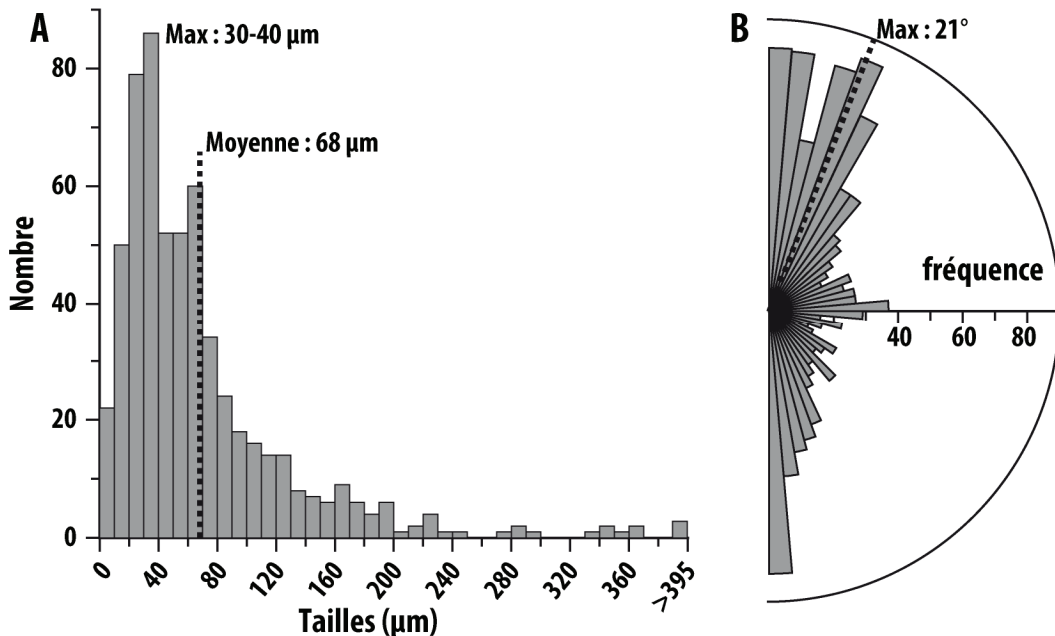 A
Max : 30-40 µm
Moyenne : 68 µm
Nombre
80
60
40
20
0
0 40 80 120 160 200 240 280 320 360 >395
Tailles (µm)
B
Max : 21°
fréquence
40 60 80